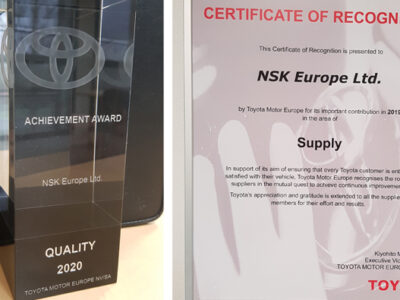 ACHIEVEMENT AWARD
NSK Europe Ltd.
QUALITY
2020
TOYOTA MOTOR EUROPE NV/SA
CERTIFICATE OF RECOGN
This Certificate of Recognition is presented to
NSK Europe Ltd.
by Toyota Motor Europe for its important contribution in 2019
in the area of
Supply
In support of its aim of ensuring that every Toyota customer is
satisfied with their vehicle, Toyota Motor Europe recognises the
suppliers in the mutual quest to achieve continuous improvement
Toyota's appreciation and gratitude is extended to all the
members for their effort and results.
Kiyohito
Executive
TOYOTA MOTOR EUROPE
TOY